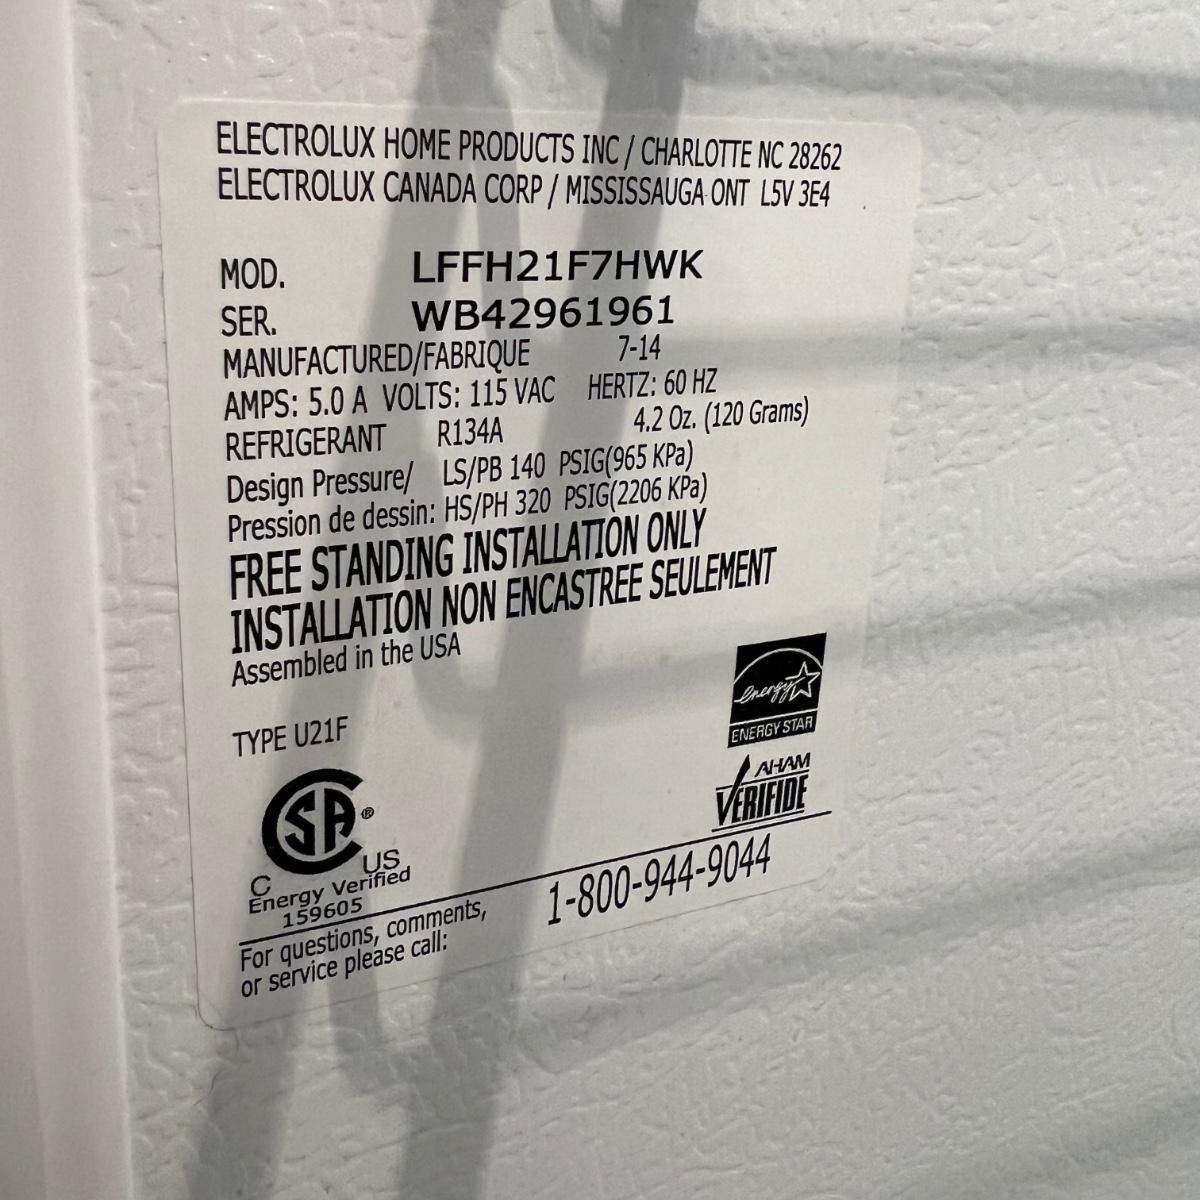 ELECTROLUX HOME PRODUCTS INC / CHARLOTTE NC 28262
ELECTROLUX CANADA CORP / MISSISSAUGA ONT L5V 3E4
MOD. LFFH21F7HWK
SER. WB42961961
MANUFACTURED/FABRIQUE 7-14
AMPS: 5.0 A VOLTS: 115 VAC HERTZ: 60 HZ
REFRIGERANT R134A 4.2 Oz. (120 Grams)
Design Pressure/ LS/PB 140 PSIG(965 KPa)
Pression de dessin: HS/PH 320 PSIG(2206 KPa)
FREE STANDING INSTALLATION ONLY
INSTALLATION NON ENCASTREE SEULEMENT
Assembled in the USA
energy
ENERGY STAR
TYPE U21F
AHAM
VERIFIDE
CSA®
C US
Energy Verified
159605
For questions, comments,
or service please call:
1-800-944-9044